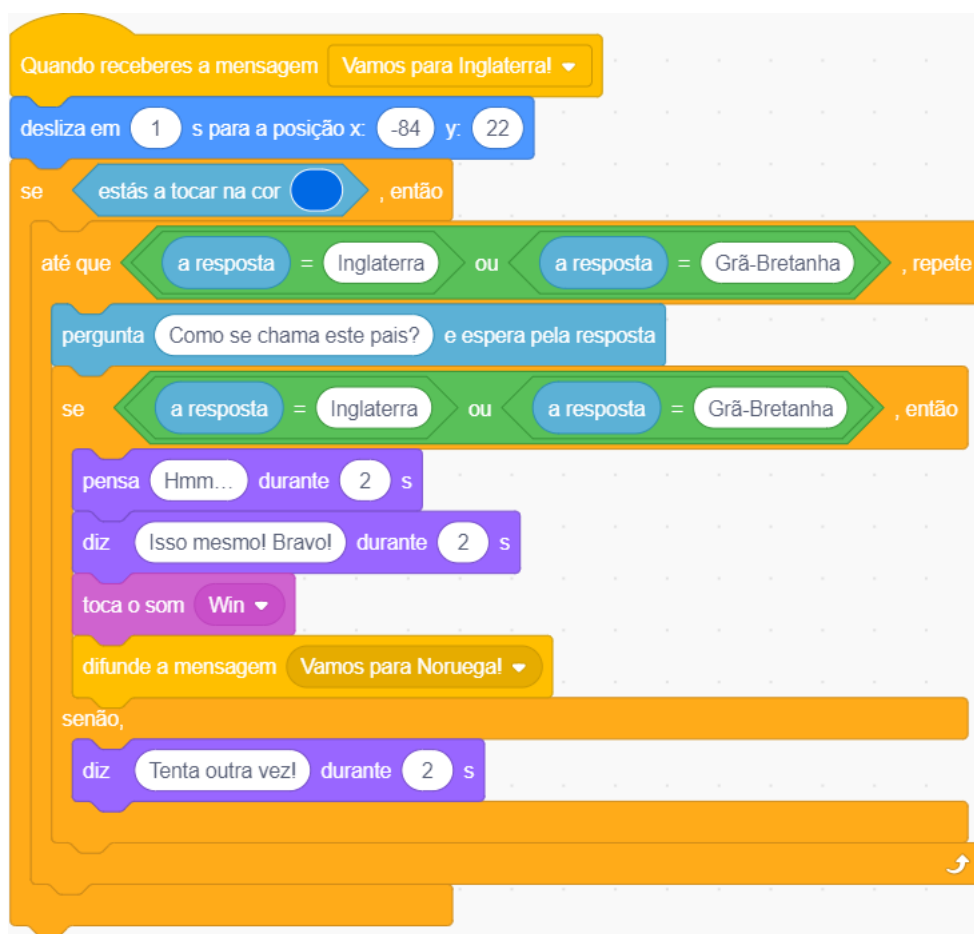 Quando receberes a mensagem Vamos para Inglaterra!
desliza em 1 s para a posição x: -84 y: 22
se estás a tocar na cor , então
até que a resposta = Inglaterra ou a resposta = Grã-Bretanha , repete
pergunta Como se chama este pais? e espera pela resposta
se a resposta = Inglaterra ou a resposta = Grã-Bretanha , então
pensa Hmm... durante 2 s
diz Isso mesmo! Bravo! durante 2 s
toca o som Win
difunde a mensagem Vamos para Noruega!
senão,
diz Tenta outra vez! durante 2 s